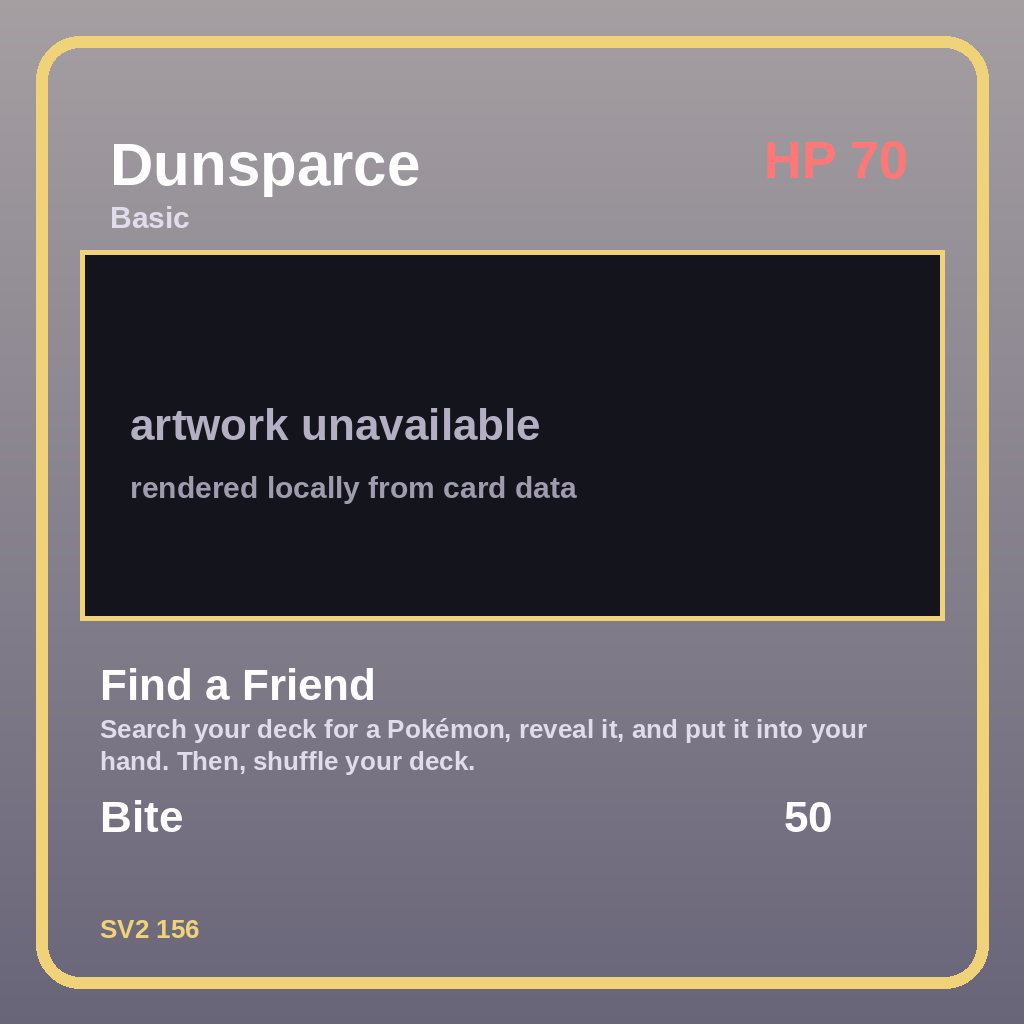 Dunsparce
HP 70
Basic
artwork unavailable
rendered locally from card data
Find a Friend
Search your deck for a Pokémon, reveal it, and put it into your
hand. Then, shuffle your deck.
Bite 50
SV2 156